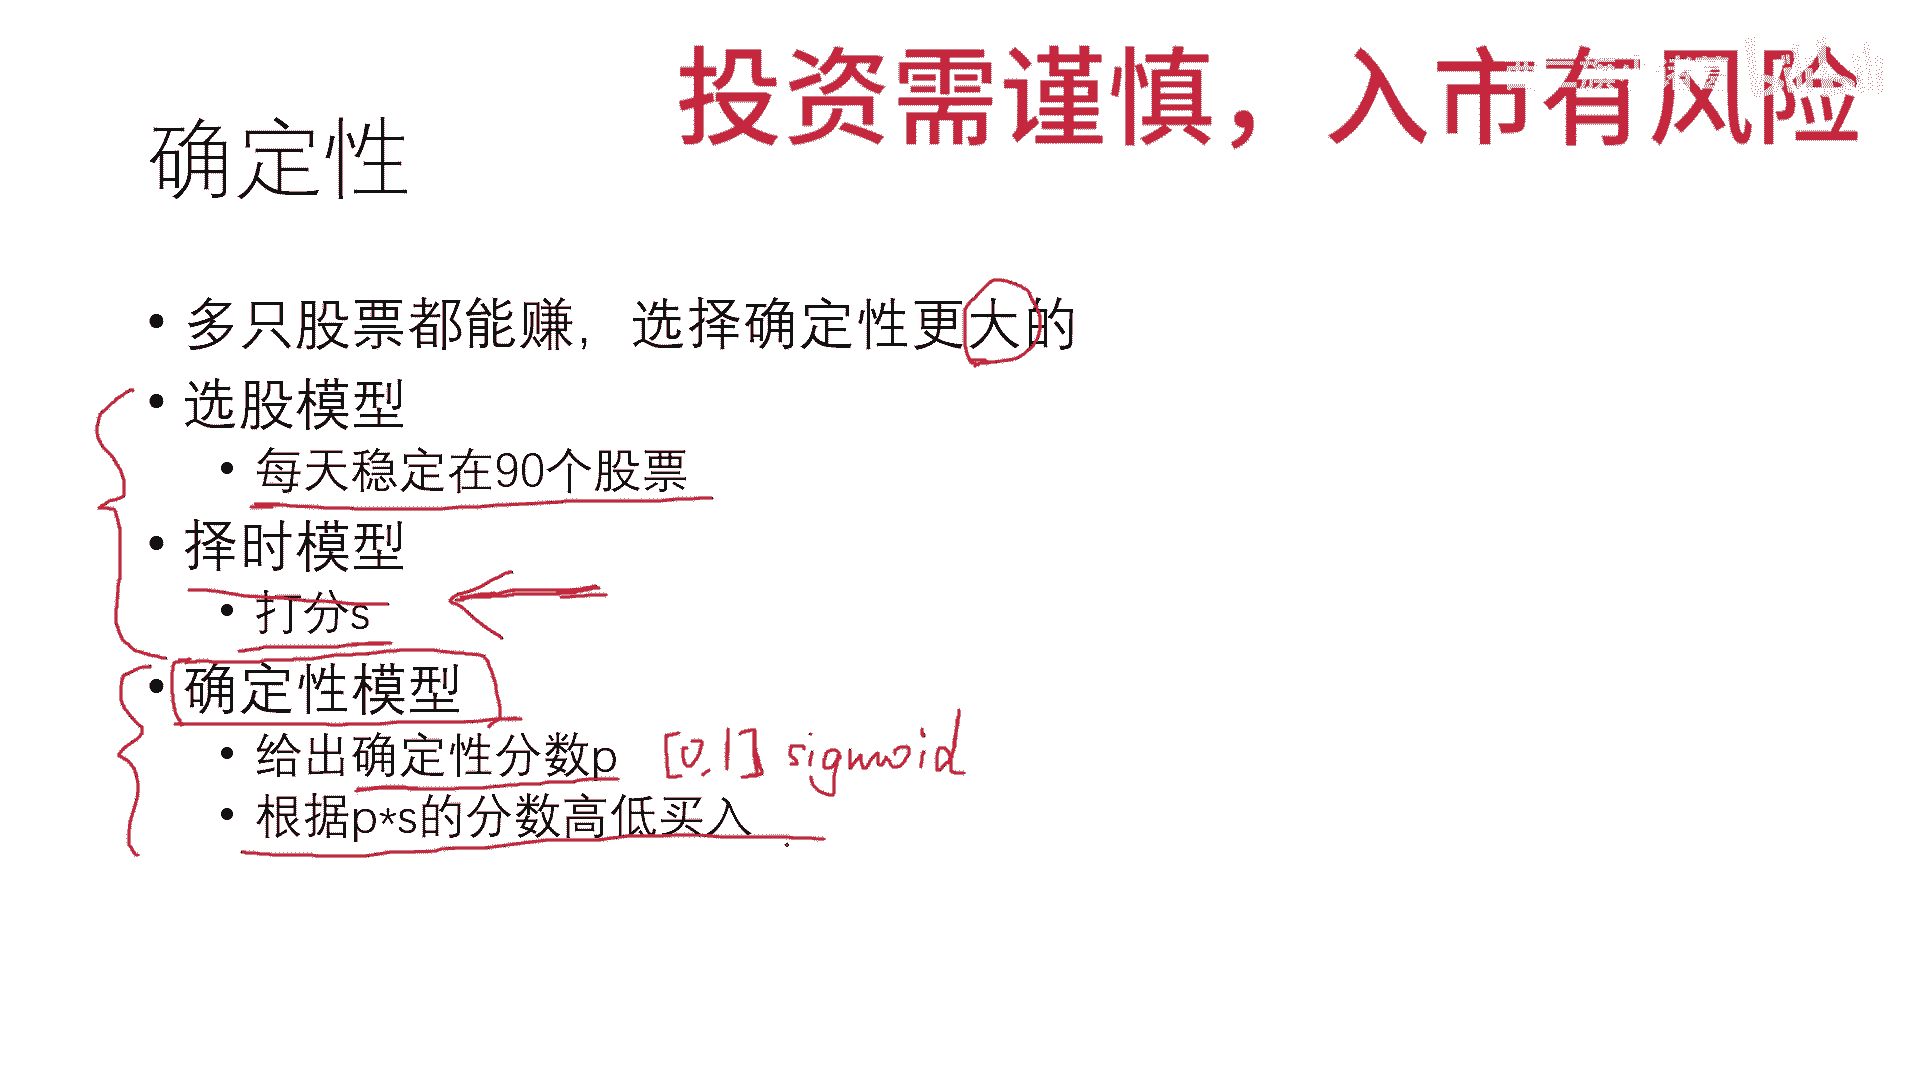 投资需谨慎，入市有风险
确定性
• 多只股票都能赚，选择确定性更大的
• 选股模型
• 每天稳定在90个股票
• 择时模型
• 打分s
• 确定性模型
• 给出确定性分数p [0,1] sigmoid
• 根据p*s的分数高低买入